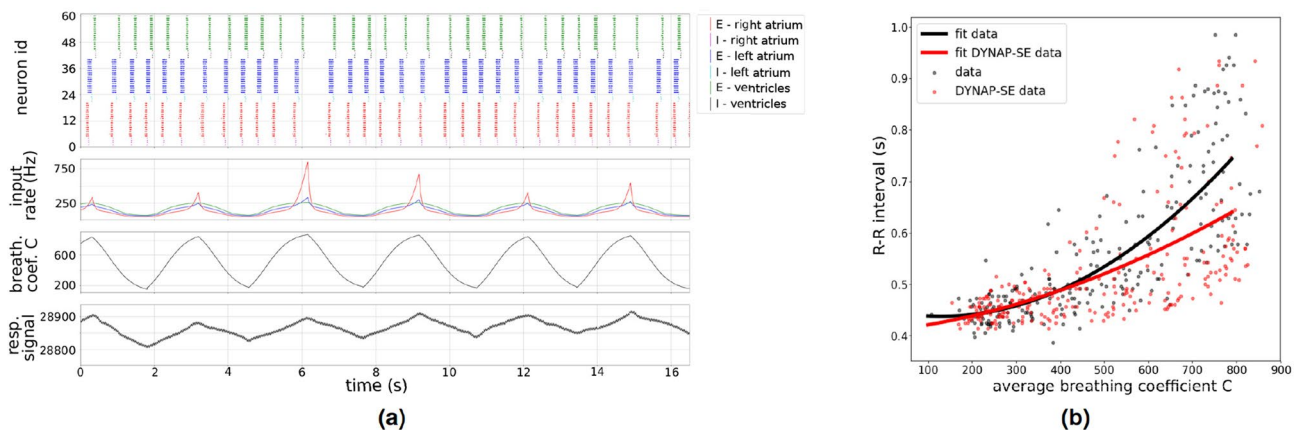 60
48
36
24
12
0
neuron id
E - right atrium
I - right atrium
E - left atrium
I - left atrium
E - ventricles
I - ventricles
750
250
input
rate (Hz)
600
200
breath.
coef. C
28900
28800
resp.
signal
0 2 4 6 8 10 12 14 16
time (s)
(a)
fit data
fit DYNAP-SE data
data
DYNAP-SE data
1.0
0.9
0.8
0.7
0.6
0.5
0.4
R-R interval (s)
100 200 300 400 500 600 700 800 900
average breathing coefficient C
(b)